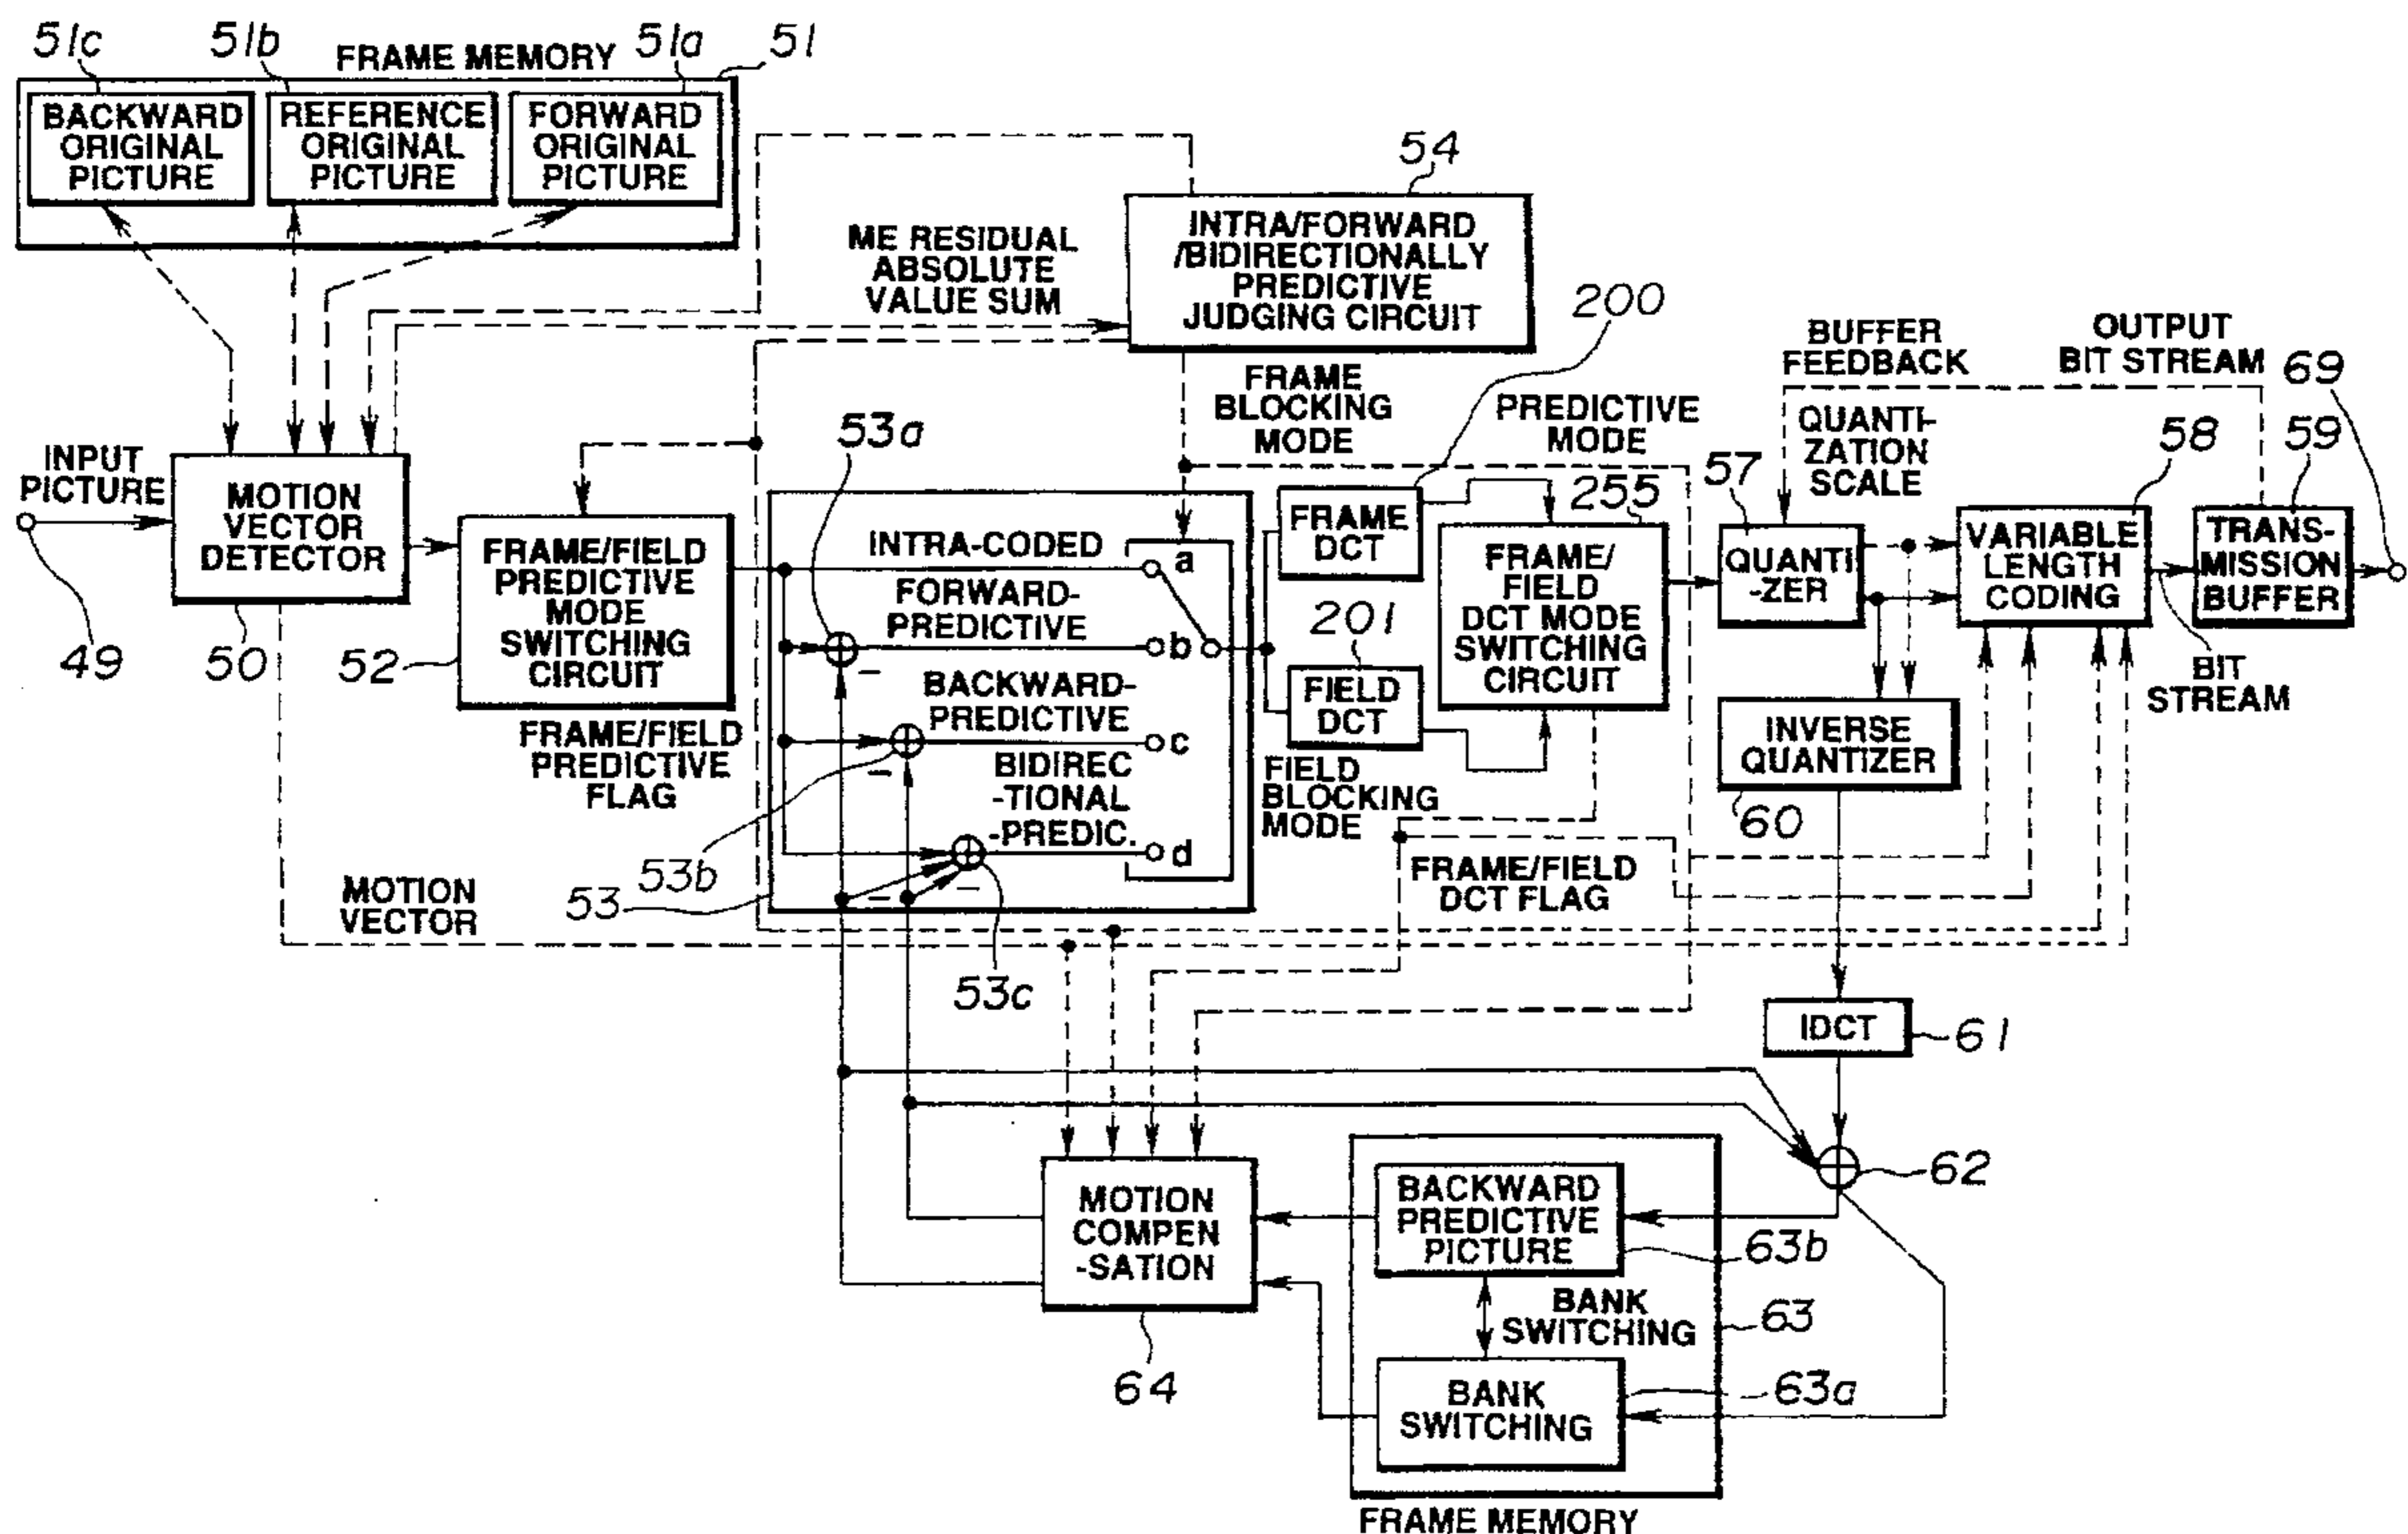 51c
51b
FRAME MEMORY
51a
51
BACKWARD
ORIGINAL
PICTURE
REFERENCE
ORIGINAL
PICTURE
FORWARD
ORIGINAL
PICTURE
54
INTRA/FORWARD
/BIDIRECTIONALLY
PREDICTIVE
JUDGING CIRCUIT
ME RESIDUAL
ABSOLUTE
VALUE SUM
200
FRAME
BLOCKING
MODE
PREDICTIVE
MODE
BUFFER
FEEDBACK
OUTPUT
BIT STREAM
69
QUANTI-
ZATION
SCALE
INPUT
PICTURE
49
MOTION
VECTOR
DETECTOR
50
FRAME/FIELD
PREDICTIVE
MODE
SWITCHING
CIRCUIT
52
FRAME/FIELD
PREDICTIVE
FLAG
53a
INTRA-CODED
a
FORWARD-
PREDICTIVE
b
−
BACKWARD-
PREDICTIVE
c
−
BIDIREC
-TIONAL
-PREDIC.
d
−
−
53b
53
53c
FRAME
DCT
201
FIELD
DCT
FIELD
BLOCKING
MODE
255
FRAME/
FIELD
DCT MODE
SWITCHING
CIRCUIT
FRAME/FIELD
DCT FLAG
57
QUANTI
-ZER
58
VARIABLE
LENGTH
CODING
59
TRANS-
MISSION
BUFFER
BIT
STREAM
INVERSE
QUANTIZER
60
MOTION
VECTOR
IDCT
61
62
MOTION
COMPEN
-SATION
64
BACKWARD
PREDICTIVE
PICTURE
63b
BANK
SWITCHING
63
BANK
SWITCHING
63a
FRAME MEMORY